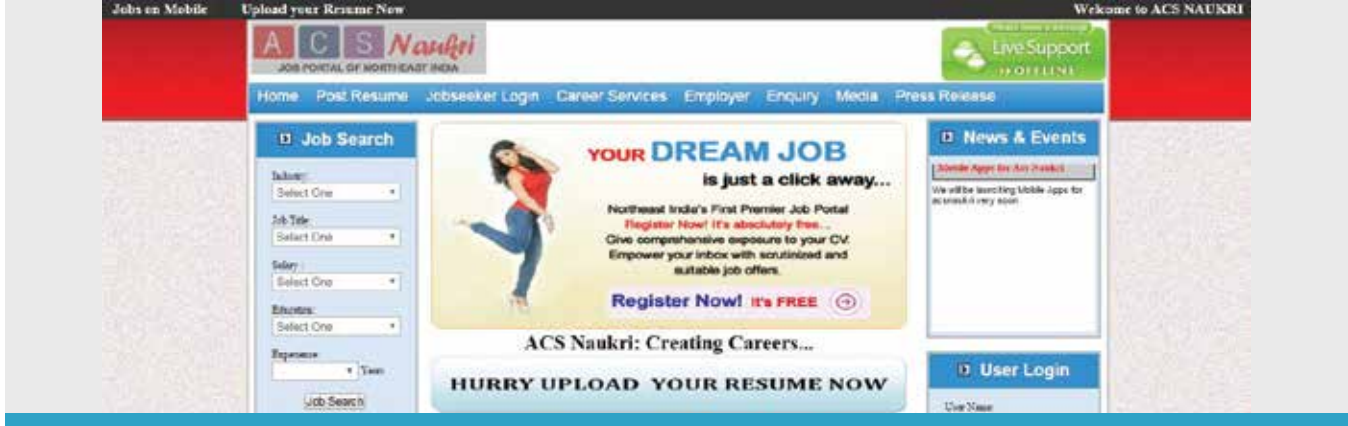 Jobs on Mobile Upload your Resume Now Welcome to ACS NAUKRI
A C S Naukri
JOB PORTAL OF NORTHEAST INDIA
Live Support
OFFLINE
Home Post Resume Jobseeker Login Career Services Employer Enquiry Media Press Release
Job Search
Industry:
Select One
Job Title:
Select One
Salary :
Select One
Education:
Select One
Experience
Years
Job Search
YOUR DREAM JOB
is just a click away...
Northeast India's First Premier Job Portal
Register Now! It's absolutely free...
Give comprehensive exposure to your CV.
Empower your inbox with scrutinized and
suitable job offers.
Register Now! It's FREE
ACS Naukri: Creating Careers...
HURRY UPLOAD YOUR RESUME NOW
News & Events
Mobile Apps for Acs Naukri
We will be launching Mobile Apps for
acsnaukri very soon
User Login
User Name